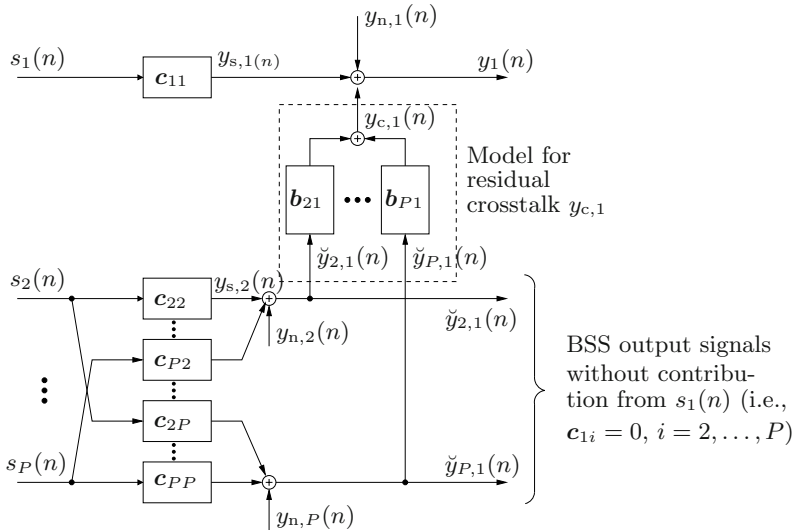 y_{n,1}(n)
s_1(n)
c_{11}
y_{s,1(n)}
y_1(n)
y_{c,1}(n)
b_{21}
b_{P1}
Model for
residual
crosstalk y_{c,1}
y̆_{2,1}(n)
y̆_{P,1}(n)
s_2(n)
c_{22}
y_{s,2}(n)
y_{n,2}(n)
y̆_{2,1}(n)
c_{P2}
c_{2P}
BSS output signals
without contribu-
tion from s_1(n) (i.e.,
c_{1i} = 0, i = 2, . . . , P)
s_P(n)
c_{PP}
y̆_{P,1}(n)
y_{n,P}(n)